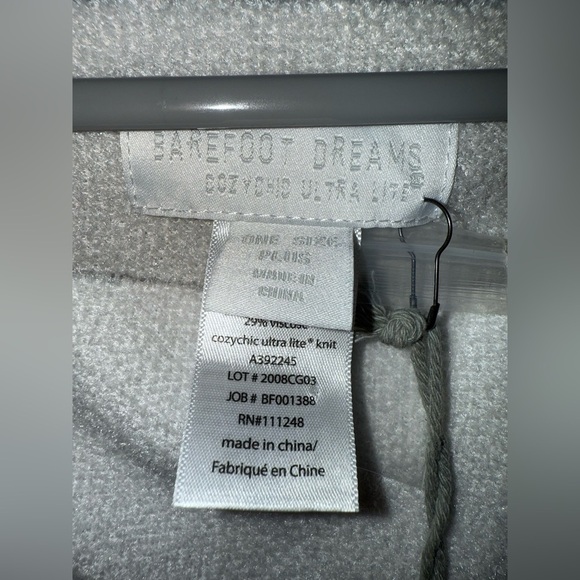 BAREFOOT DREAMS®
COZYCHIC ULTRA LITE®
ONE SIZE
PLUS
MADE IN
CHINA
29% viscose
cozychic ultra lite® knit
A392245
LOT # 2008CG03
JOB # BF001388
RN#111248
made in china/
Fabriqué en Chine